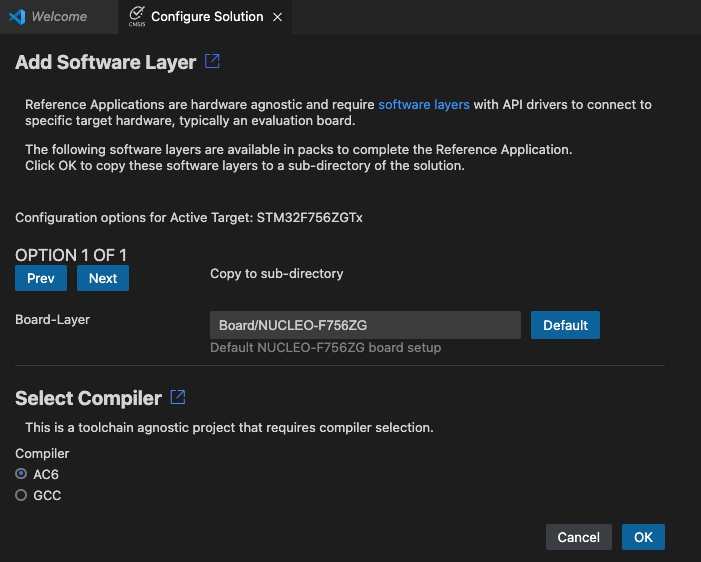 Welcome
CMSIS
Configure Solution
Add Software Layer
Reference Applications are hardware agnostic and require software layers with API drivers to connect to
specific target hardware, typically an evaluation board.
The following software layers are available in packs to complete the Reference Application.
Click OK to copy these software layers to a sub-directory of the solution.
Configuration options for Active Target: STM32F756ZGTx
OPTION 1 OF 1
Prev Next Copy to sub-directory
Board-Layer Board/NUCLEO-F756ZG Default
Default NUCLEO-F756ZG board setup
Select Compiler
This is a toolchain agnostic project that requires compiler selection.
Compiler
AC6
GCC
Cancel OK